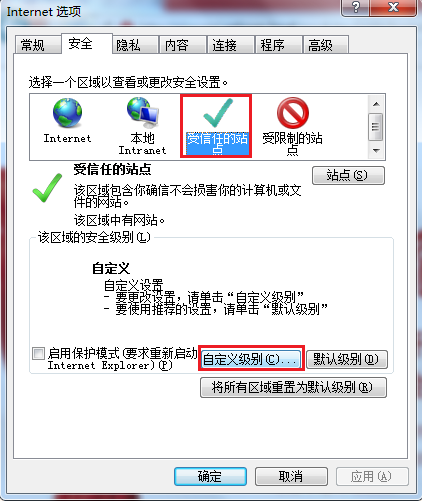 Internet 选项
常规
安全
隐私
内容
连接
程序
高级
选择一个区域以查看或更改安全设置。
Internet
本地
Intranet
受信任的站
点
受限制的站
点
受信任的站点
站点(S)
该区域包含你确信不会损害你的计算机或文
件的网站。
该区域中有网站。
该区域的安全级别(L)
自定义
自定义设置
- 要更改设置，请单击“自定义级别”
- 要使用推荐的设置，请单击“默认级别”
启用保护模式(要求重新启动
Internet Explorer)(P)
自定义级别(C)...
默认级别(D)
将所有区域重置为默认级别(R)
确定
取消
应用(A)